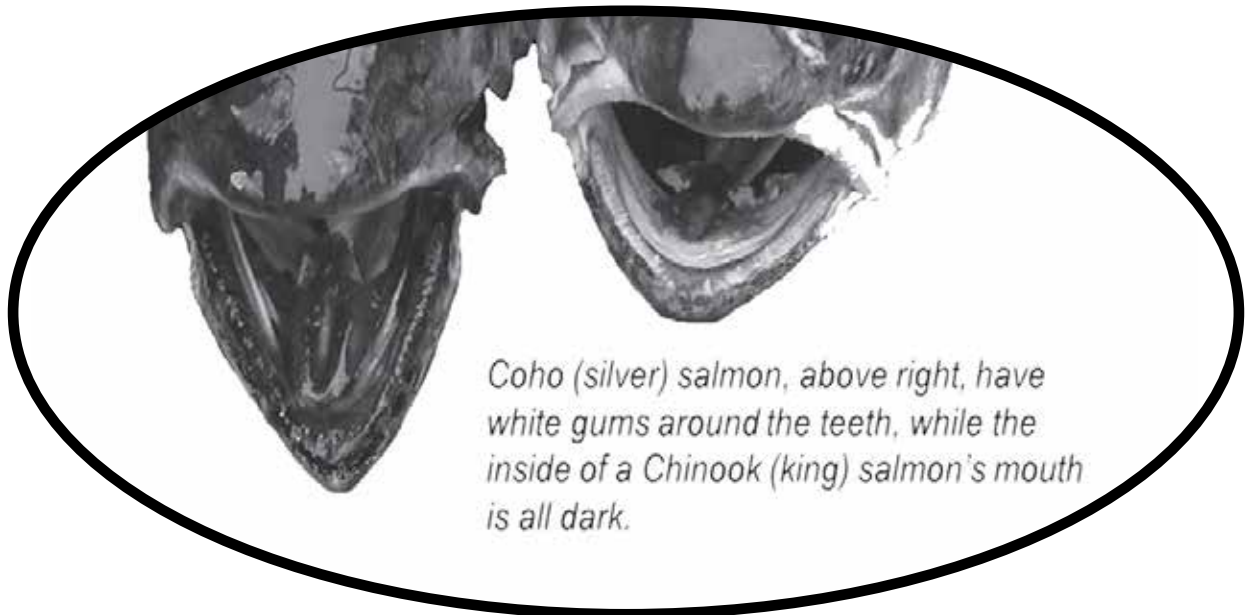 Coho (silver) salmon, above right, have
white gums around the teeth, while the
inside of a Chinook (king) salmon's mouth
is all dark.